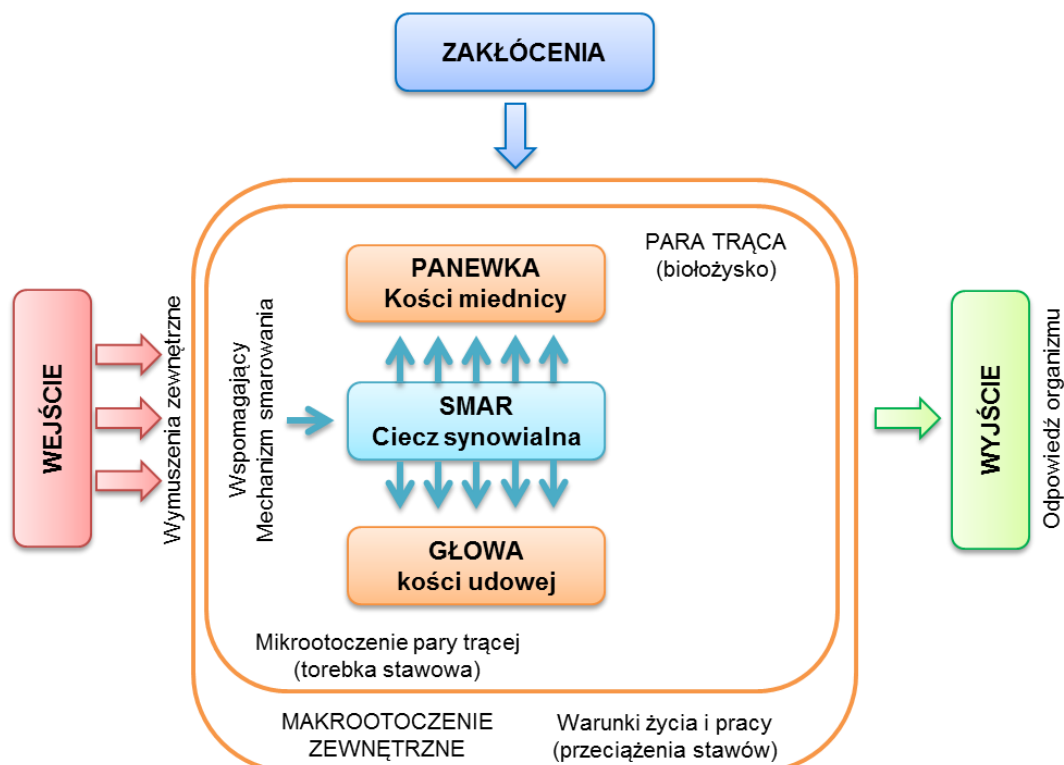 ZAKŁÓCENIA
PARA TRĄCA
(biołożysko)
PANEWKA
Kości miednicy
WEJŚCIE
Wymuszenia zewnętrzne
Wspomagający
Mechanizm smarowania
SMAR
Ciecz synowialna
WYJŚCIE
Odpowiedź organizmu
GŁOWA
kości udowej
Mikrootoczenie pary trącej
(torebka stawowa)
MAKROOTOCZENIE
ZEWNĘTRZNE
Warunki życia i pracy
(przeciążenia stawów)